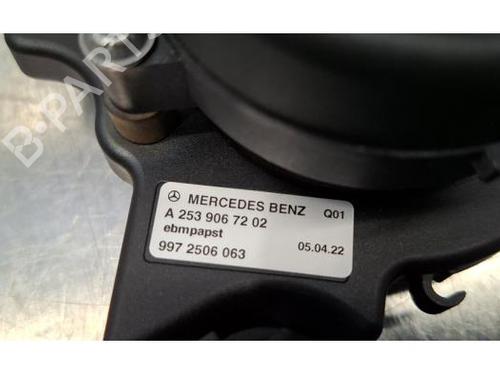 B-PARTS
MERCEDES BENZ Q01
A 253 906 72 02
ebmpapst
997 2506 063 05.04.22